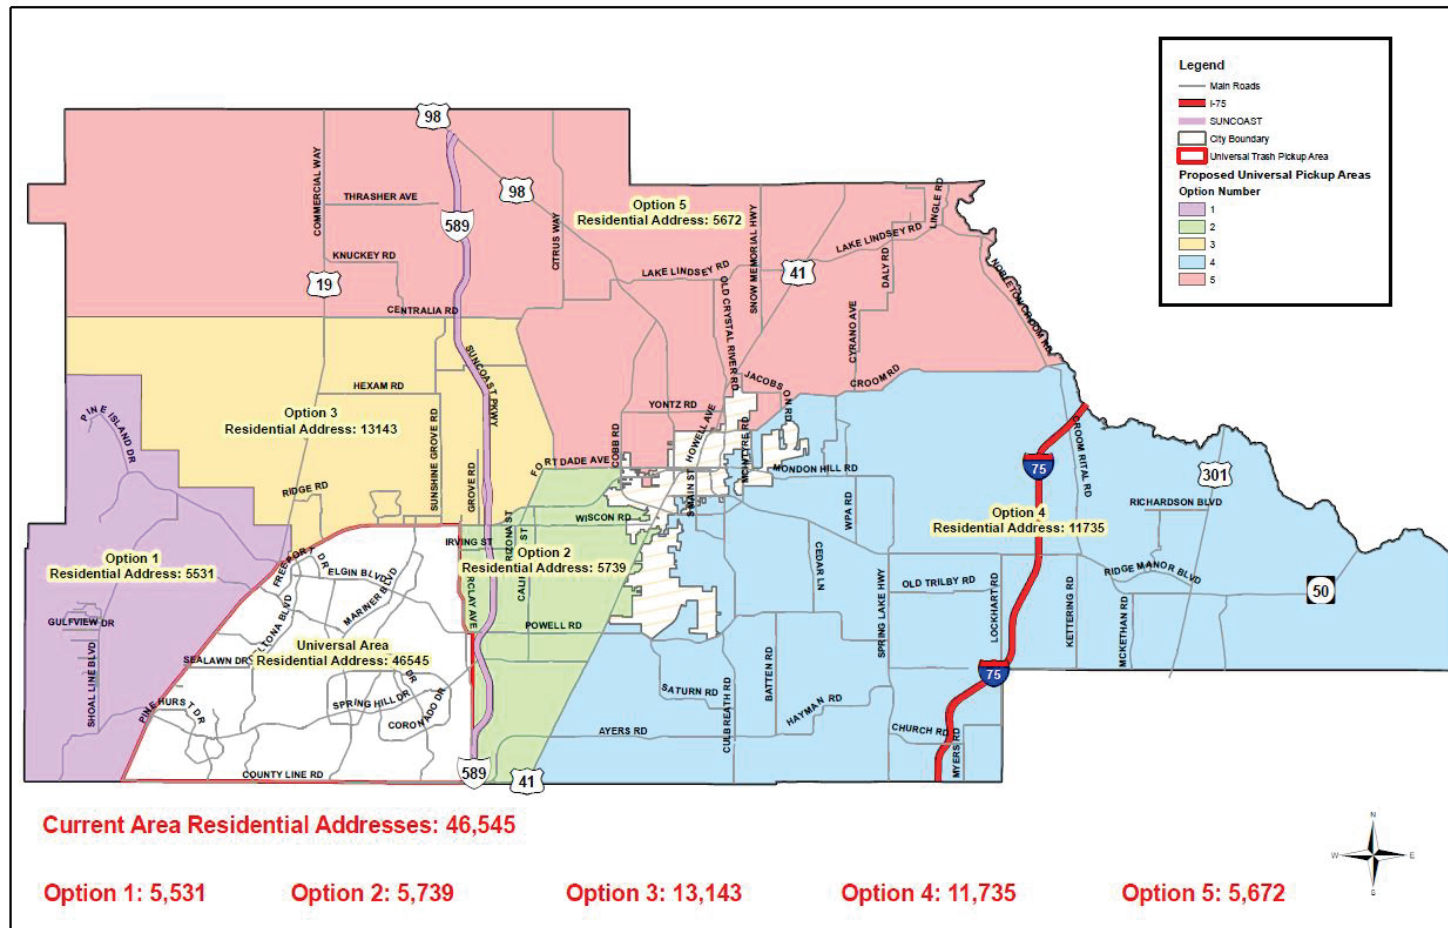 Legend
Main Roads
I-75
SUNCOAST
City Boundary
Universal Trash Pickup Area
Proposed Universal Pickup Areas
Option Number
1
2
3
4
5
98
COMMERCIAL WAY
THRASHER AVE
98
589
CITRUS WAY
Option 5
Residential Address: 5672
SNOW MEMORIAL HWY
LINGLE RD
LAKE LINDSEY RD
DALY RD
KNUCKEY RD
19
LAKE LINDSEY RD
41
OLD CRYSTAL RIVER RD
NOBLETON CROOM RD
CENTRALIA RD
CYRANO AVE
SUNCOAST PKWY
HEXAM RD
JACOBSON RD
CROOM RD
PINE ISLAND DR
Option 3
Residential Address: 13143
YONTZ RD
HOWELL AVE
SUNSHINE GROVE RD
COBB RD
MCINTYRE RD
FORT DADE AVE
GROVE RD
MONDON HILL RD
75
CROOM RITAL RD
301
RIDGE RD
S MAIN ST
WPA RD
RICHARDSON BLVD
WISCON RD
Option 4
Residential Address: 11735
IRVING ST
Option 1
Residential Address: 5531
FREEPORT DR
Option 2
Residential Address: 5739
CEDAR LN
ELGIN BLVD
MARINER BLVD
OLD TRILBY RD
RIDGE MANOR BLVD
SPRING LAKE HWY
LOCKHART RD
KETTERING RD
50
GULFVIEW DR
POWELL RD
MCKETHAN RD
Universal Area
Residential Address: 46545
SEALAWN DR
SHOAL LINE BLVD
BATTEN RD
75
SATURN RD
CULBREATH RD
SPRING HILL DR
PINEHURST DR
CORONADO DR
HAYMAN RD
AYERS RD
CHURCH RD
MYERS RD
COUNTY LINE RD
589
41
Current Area Residential Addresses: 46,545
N
W
E
S
Option 1: 5,531
Option 2: 5,739
Option 3: 13,143
Option 4: 11,735
Option 5: 5,672